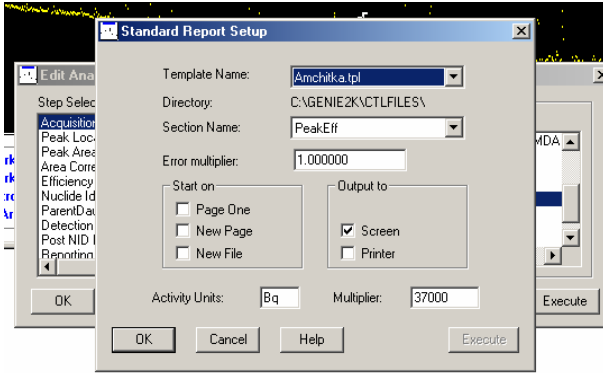 Standard Report Setup
Edit Ana
Template Name: Amchitka.tpl
Directory: C:\GENIE2K\CTLFILES\
Section Name: PeakEff
Error multiplier: 1.000000
Start on
Page One
New Page
New File
Output to
Screen
Printer
Activity Units: Bq Multiplier: 37000
OK Cancel Help Execute
Step Selec
Acquisition
Peak Loca
Peak Area
Area Corre
Efficiency
Nuclide Id
ParentDau
Detection
Post NID
Reporting
MDA
OK
Execute